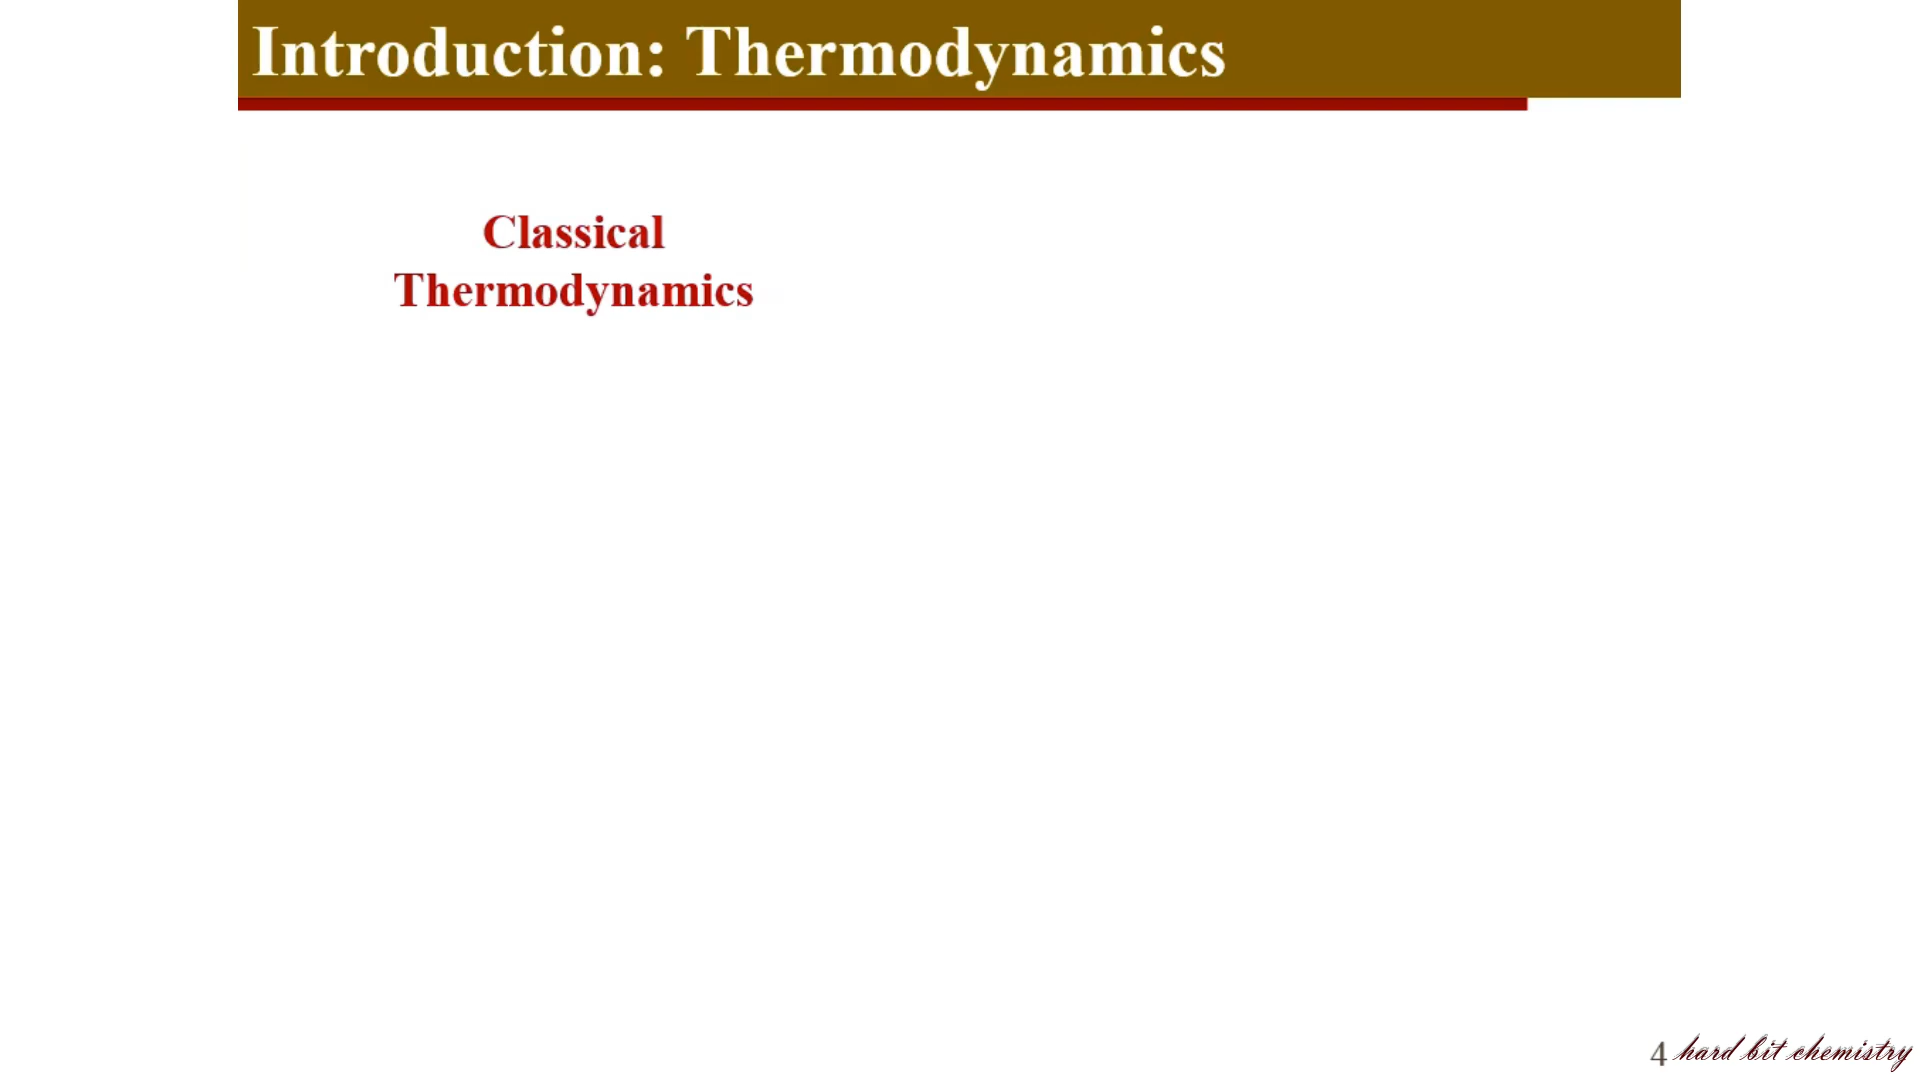 Introduction: Thermodynamics
Classical
Thermodynamics
4 hard bit chemistry